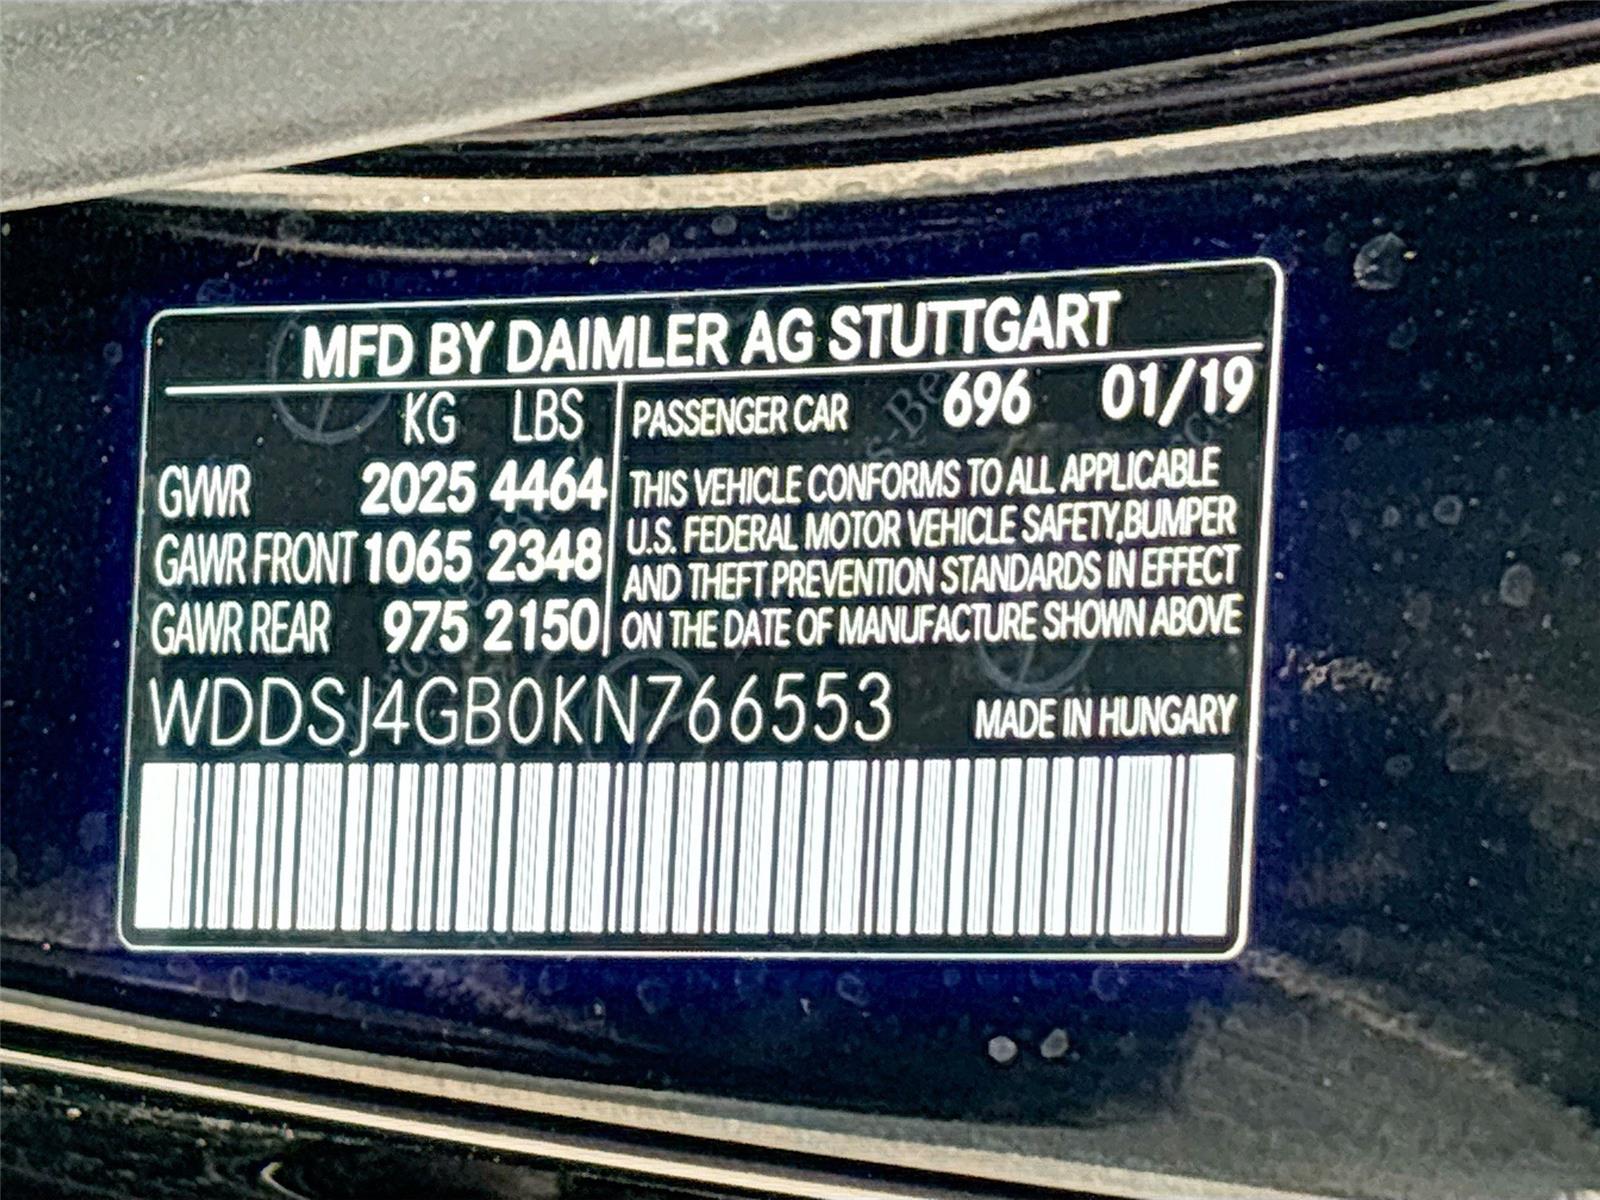 MFD BY DAIMLER AG STUTTGART
KG LBS
GVWR 2025 4464
GAWR FRONT 1065 2348
GAWR REAR 975 2150
PASSENGER CAR 696 01/19
THIS VEHICLE CONFORMS TO ALL APPLICABLE
U.S. FEDERAL MOTOR VEHICLE SAFETY,BUMPER
AND THEFT PREVENTION STANDARDS IN EFFECT
ON THE DATE OF MANUFACTURE SHOWN ABOVE
WDDSJ4GB0KN766553
MADE IN HUNGARY